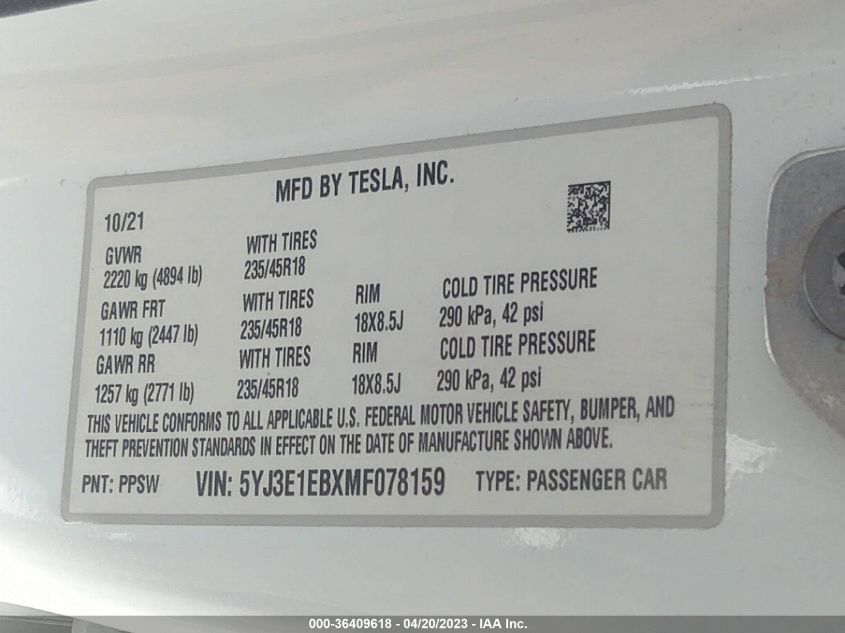 MFD BY TESLA, INC.
10/21
GVWR WITH TIRES
2220 kg (4894 lb) 235/45R18
GAWR FRT WITH TIRES RIM COLD TIRE PRESSURE
1110 kg (2447 lb) 235/45R18 18X8.5J 290 kPa, 42 psi
GAWR RR WITH TIRES RIM COLD TIRE PRESSURE
1257 kg (2771 lb) 235/45R18 18X8.5J 290 kPa, 42 psi
THIS VEHICLE CONFORMS TO ALL APPLICABLE U.S. FEDERAL MOTOR VEHICLE SAFETY, BUMPER, AND
THEFT PREVENTION STANDARDS IN EFFECT ON THE DATE OF MANUFACTURE SHOWN ABOVE.
PNT: PPSW VIN: 5YJ3E1EBXMF078159 TYPE: PASSENGER CAR
000-36409618 - 04/20/2023 - IAA Inc.